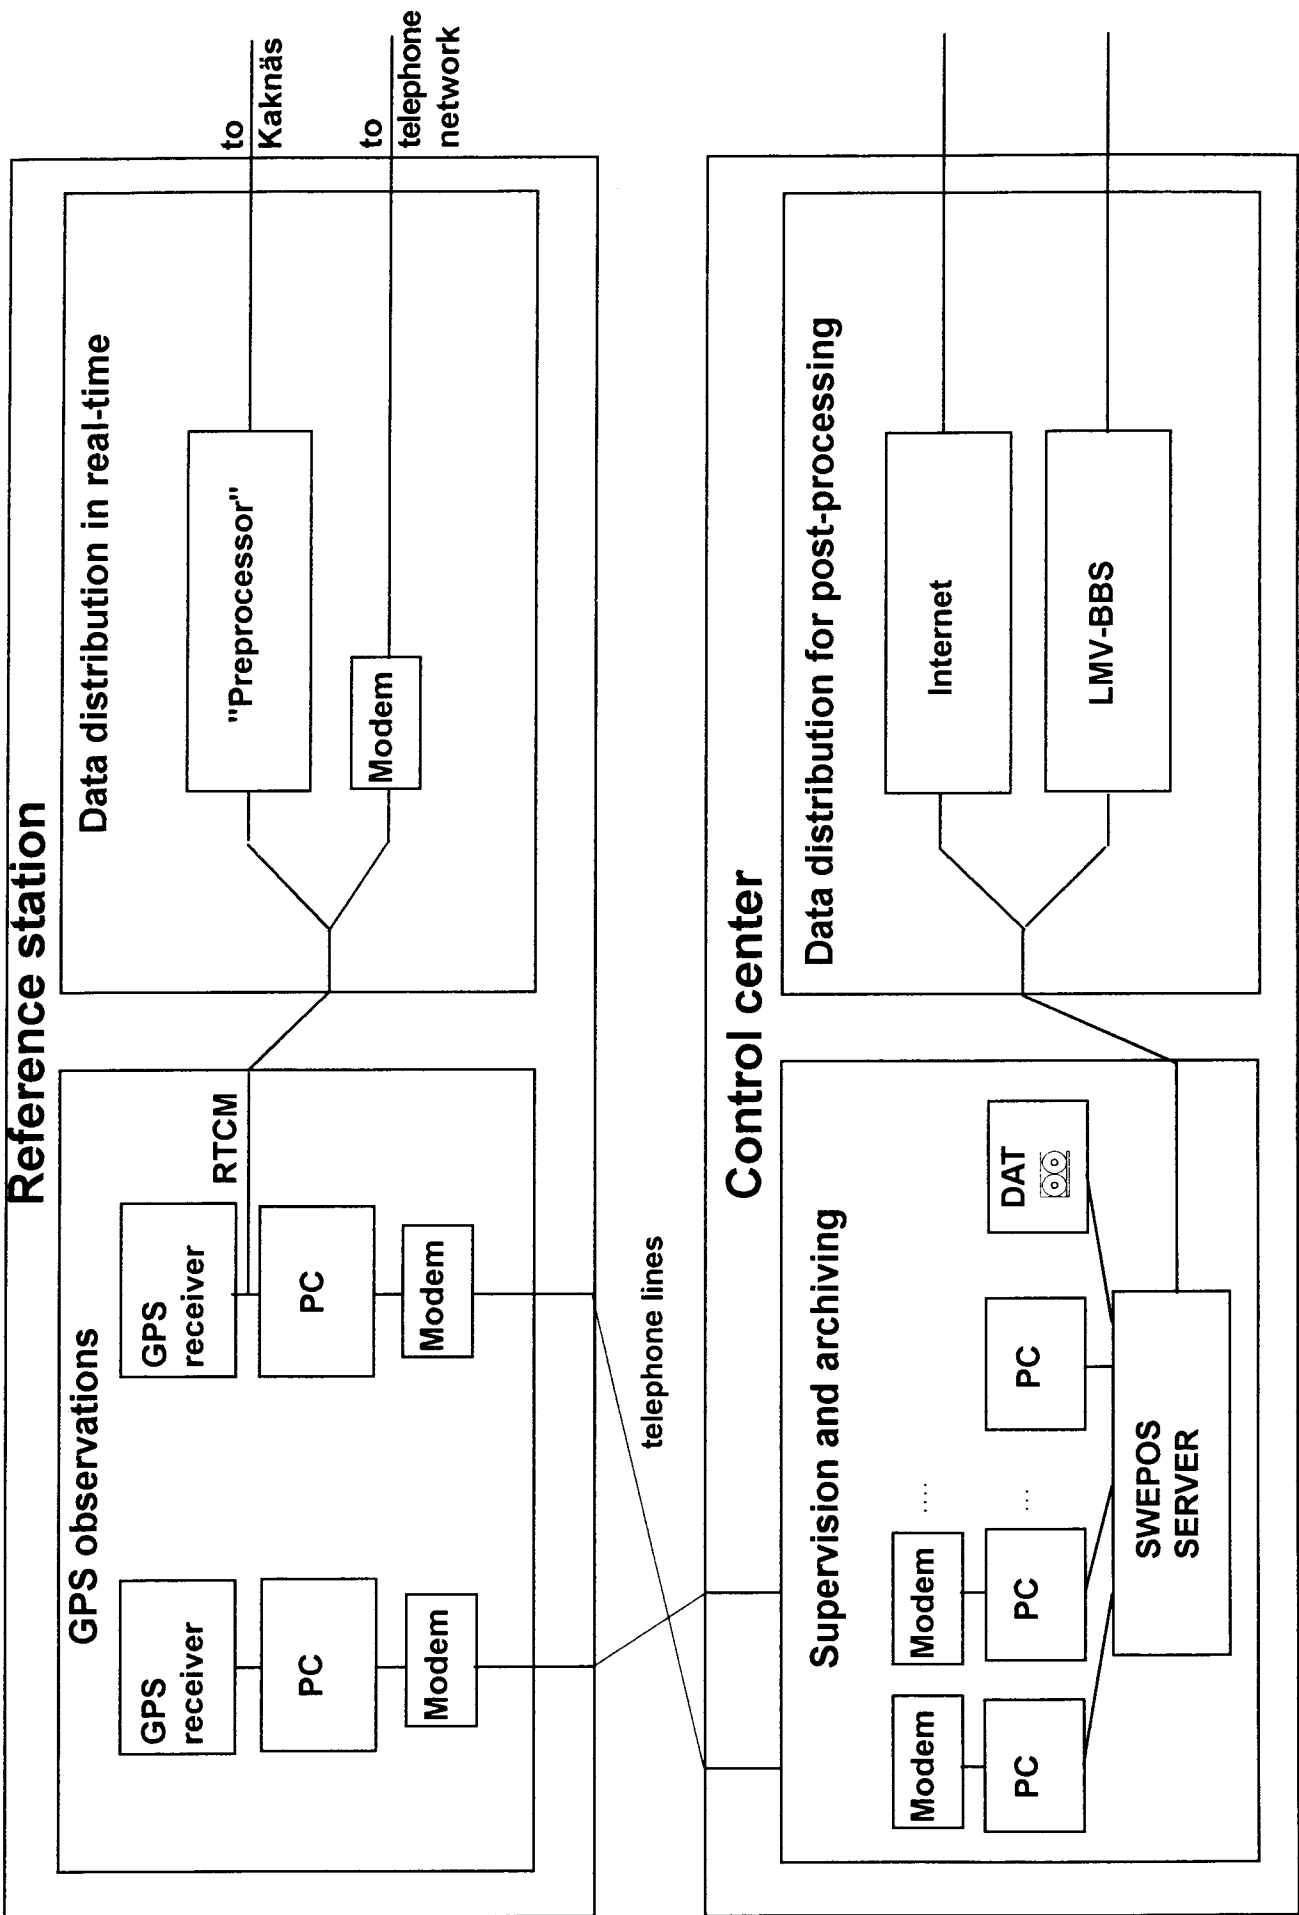 Reference station
GPS observations
GPS
receiver
PC
Modem
GPS
receiver
PC
Modem
RTCM
Data distribution in real-time
"Preprocessor"
Modem
to
Kaknäs
to
telephone
network
telephone lines
Control center
Supervision and archiving
Modem
PC
Modem
PC
....
...
PC
DAT
SWEPOS
SERVER
Data distribution for post-processing
Internet
LMV-BBS